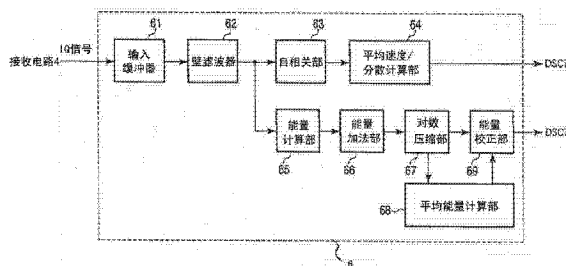 61
62
63
64
IQ信号
接收电路4
输入
缓冲器
壁滤波器
自相关部
平均速度/
分散计算部
DSC7
能量
计算部
能量
加法部
对数
压缩部
能量
校正部
DSC7
65
66
67
69
68
平均能量计算部
6